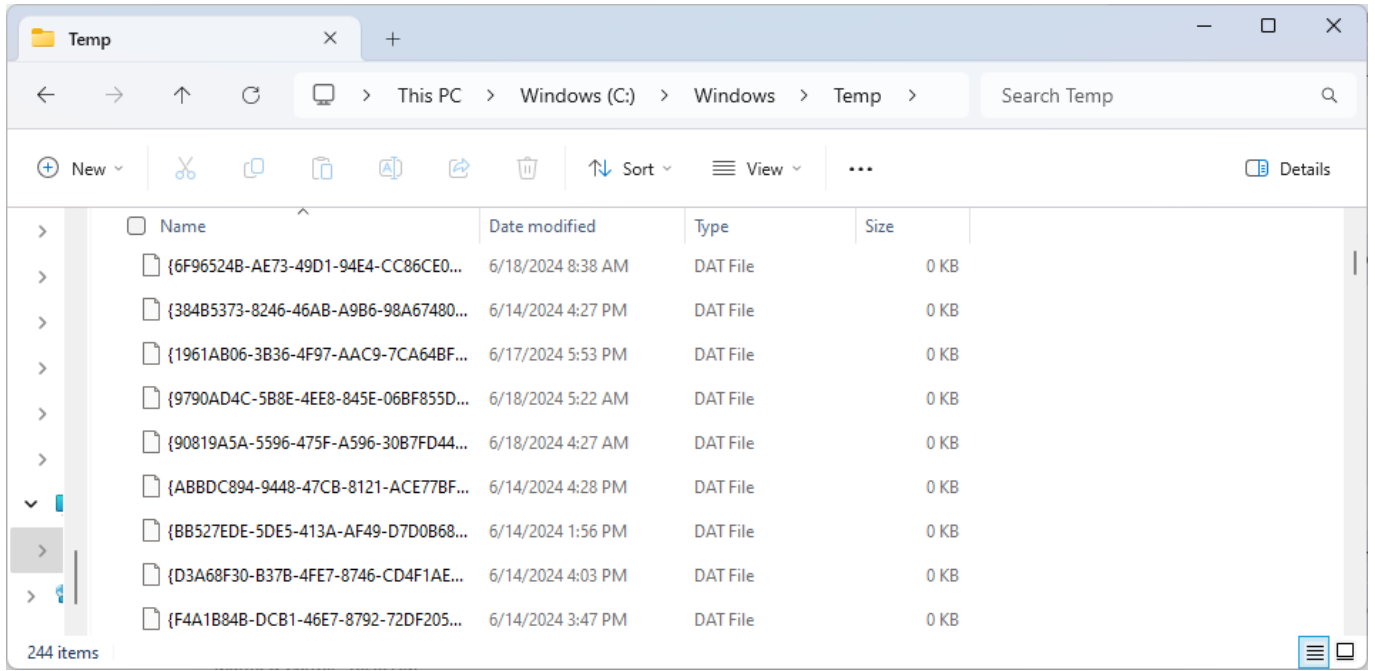 Temp
This PC > Windows (C:) > Windows > Temp >
Search Temp
New
Sort
View
Details
Name Date modified Type Size
{6F96524B-AE73-49D1-94E4-CC86CE0... 6/18/2024 8:38 AM DAT File 0 KB
{384B5373-8246-46AB-A9B6-98A67480... 6/14/2024 4:27 PM DAT File 0 KB
{1961AB06-3B36-4F97-AAC9-7CA64BF... 6/17/2024 5:53 PM DAT File 0 KB
{9790AD4C-5B8E-4EE8-845E-06BF855D... 6/18/2024 5:22 AM DAT File 0 KB
{90819A5A-5596-475F-A596-30B7FD44... 6/18/2024 4:27 AM DAT File 0 KB
{ABBDC894-9448-47CB-8121-ACE77BF... 6/14/2024 4:28 PM DAT File 0 KB
{BB527EDE-5DE5-413A-AF49-D7D0B68... 6/14/2024 1:56 PM DAT File 0 KB
{D3A68F30-B37B-4FE7-8746-CD4F1AE... 6/14/2024 4:03 PM DAT File 0 KB
{F4A1B84B-DCB1-46E7-8792-72DF205... 6/14/2024 3:47 PM DAT File 0 KB
244 items